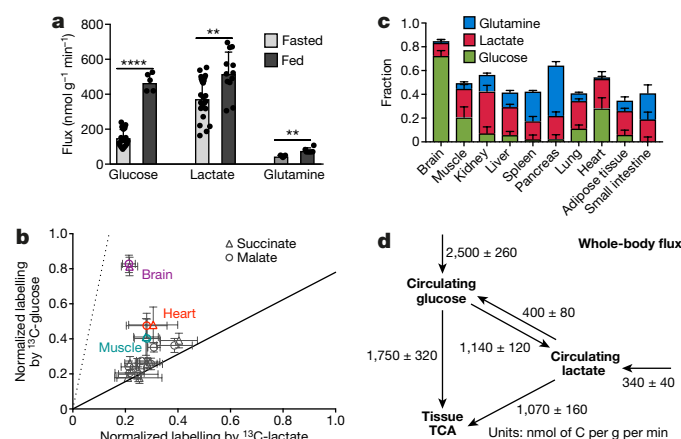 a
Flux (nmol g⁻¹ min⁻¹)
800
600
400
200
0
****
**
**
Fasted
Fed
Glucose
Lactate
Glutamine
c
Fraction
1.0
0.8
0.6
0.4
0.2
0
Glutamine
Lactate
Glucose
Brain
Muscle
Kidney
Liver
Spleen
Pancreas
Lung
Heart
Adipose tissue
Small intestine
b
Normalized labelling
by ¹³C-glucose
1.0
0.8
0.6
0.4
0.2
0
Succinate
Malate
Brain
Heart
Muscle
0
0.2
0.4
0.6
0.8
1.0
Normalized labelling by ¹³C-lactate
d
Whole-body flux
2,500 ± 260
Circulating
glucose
400 ± 80
1,750 ± 320
1,140 ± 120
Circulating
lactate
340 ± 40
Tissue
TCA
1,070 ± 160
Units: nmol of C per g per min